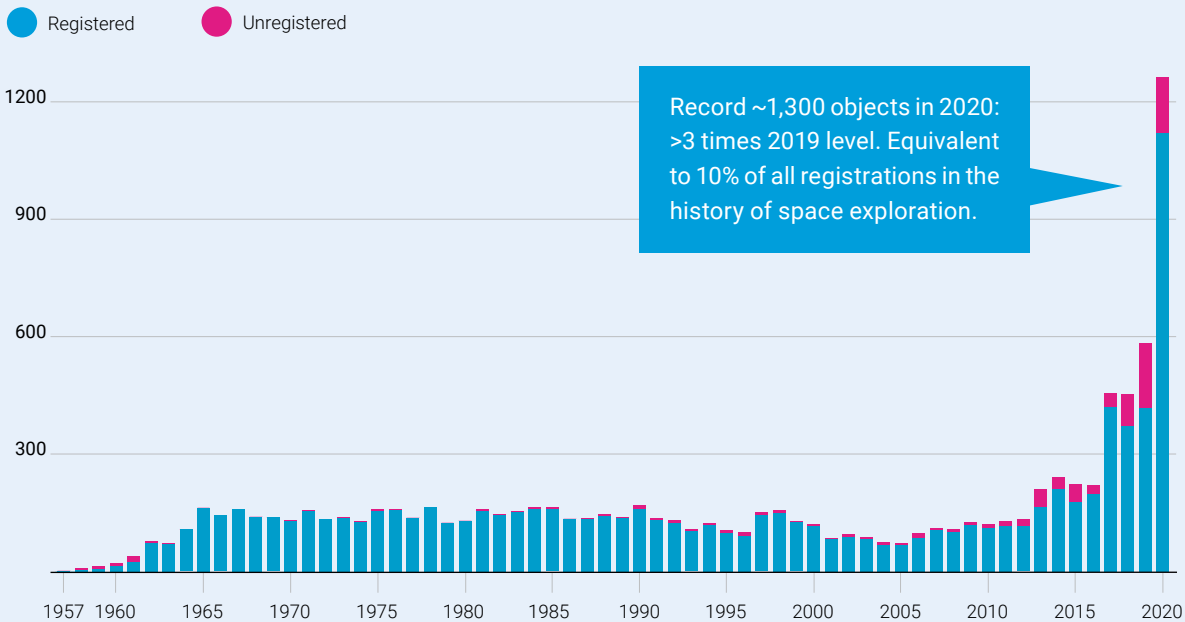 Registered
Unregistered
Record ~1,300 objects in 2020:
>3 times 2019 level. Equivalent
to 10% of all registrations in the
history of space exploration.
1200
900
600
300
1957 1960 1965 1970 1975 1980 1985 1990 1995 2000 2005 2010 2015 2020